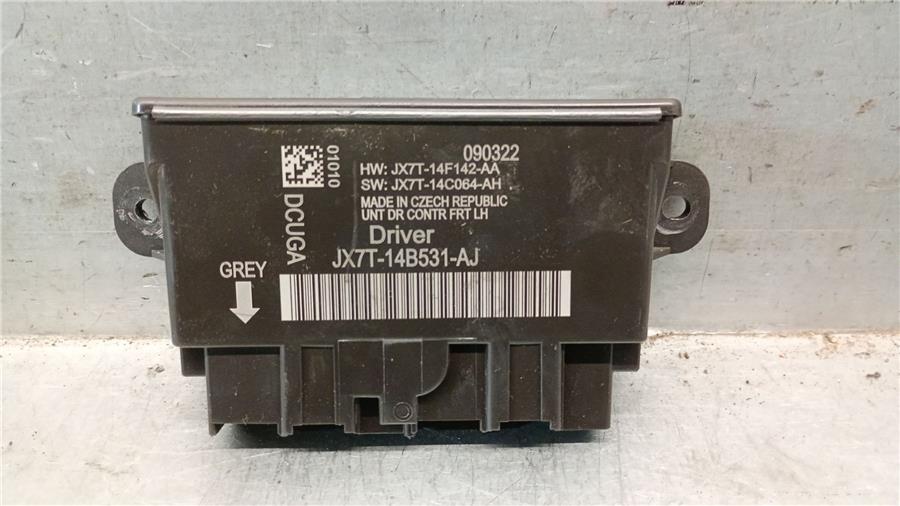 090322
01010
HW: JX7T-14F142-AA
SW: JX7T-14C064-AH
MADE IN CZECH REPUBLIC
UNT DR CONTR FRT LH
DCUGA
Driver
JX7T-14B531-AJ
GREY